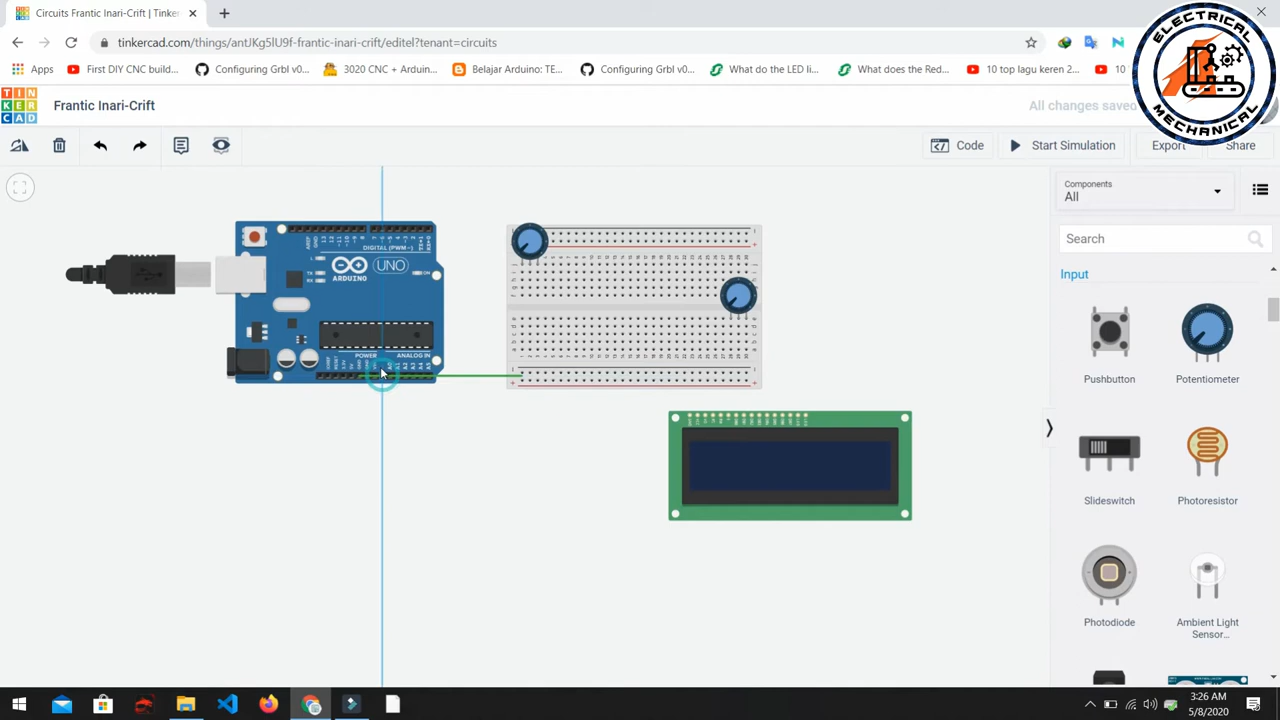 Circuits Frantic Inari-Crift | Tinker
tinkercad.com/things/antJKg5lU9f-frantic-inari-crift/editel?tenant=circuits
Apps
First DIY CNC build...
Configuring Grbl v0...
3020 CNC + Arduin...
Belajar Arduino: TE...
Configuring Grbl v0...
What do the LED li...
What does the Red...
10 top lagu keren 2...
ELECTRICAL
MECHANICAL
TINKERCAD
Frantic Inari-Crift
All changes saved
Code
Start Simulation
Export
Share
Components
All
Search
Input
Pushbutton
Potentiometer
Slideswitch
Photoresistor
Photodiode
Ambient Light
Sensor...
DIGITAL (PWM~)
UNO
ARDUINO
ON
POWER
ANALOG IN
3:26 AM
5/8/2020